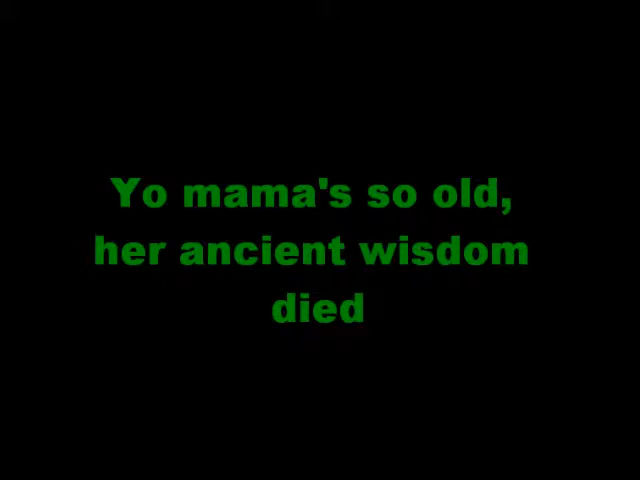 Yo mama's so old,
her ancient wisdom
died